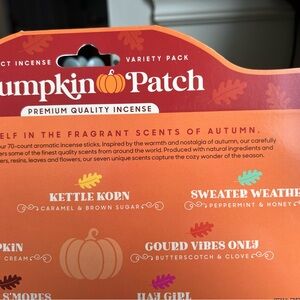 CT INCENSE VARIETY PACK
umpkin Patch
PREMIUM QUALITY INCENSE
ELF IN THE FRAGRANT SCENTS OF AUTUMN.
our 70-count aromatic incense sticks. Inspired by the warmth and nostalgia of autumn, our carefully
ers some of the finest quality scents from around the world. Produced with natural ingredients and
ers, resins, leaves and flowers, our seven unique scents capture the cozy wonder of the season.
KETTLE KORN
CARAMEL & BROWN SUGAR
SWEATER WEATHE
PEPPERMINT & HONEY
PKIN
CREAM
GOURD VIBES ONLY
BUTTERSCOTCH & CLOVE
S'MORES
HAY GIRL